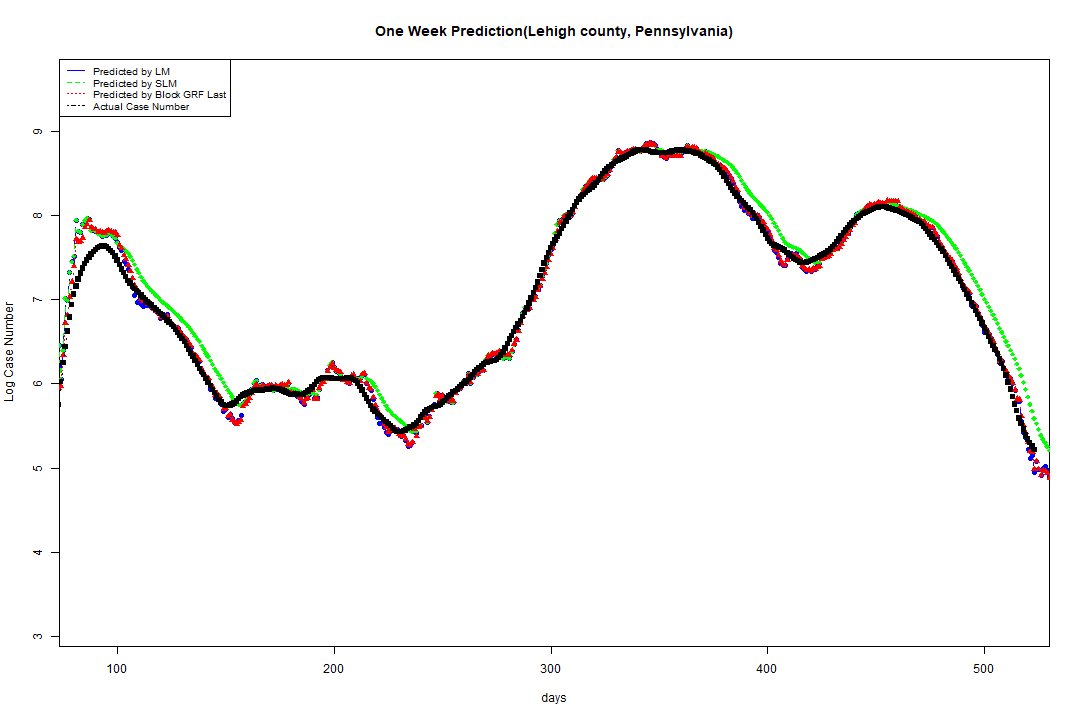 One Week Prediction(Lehigh county, Pennsylvania)
Predicted by LM
Predicted by SLM
Predicted by Block GRF Last
Actual Case Number
Log Case Number
9
8
7
6
5
4
3
100 200 300 400 500
days